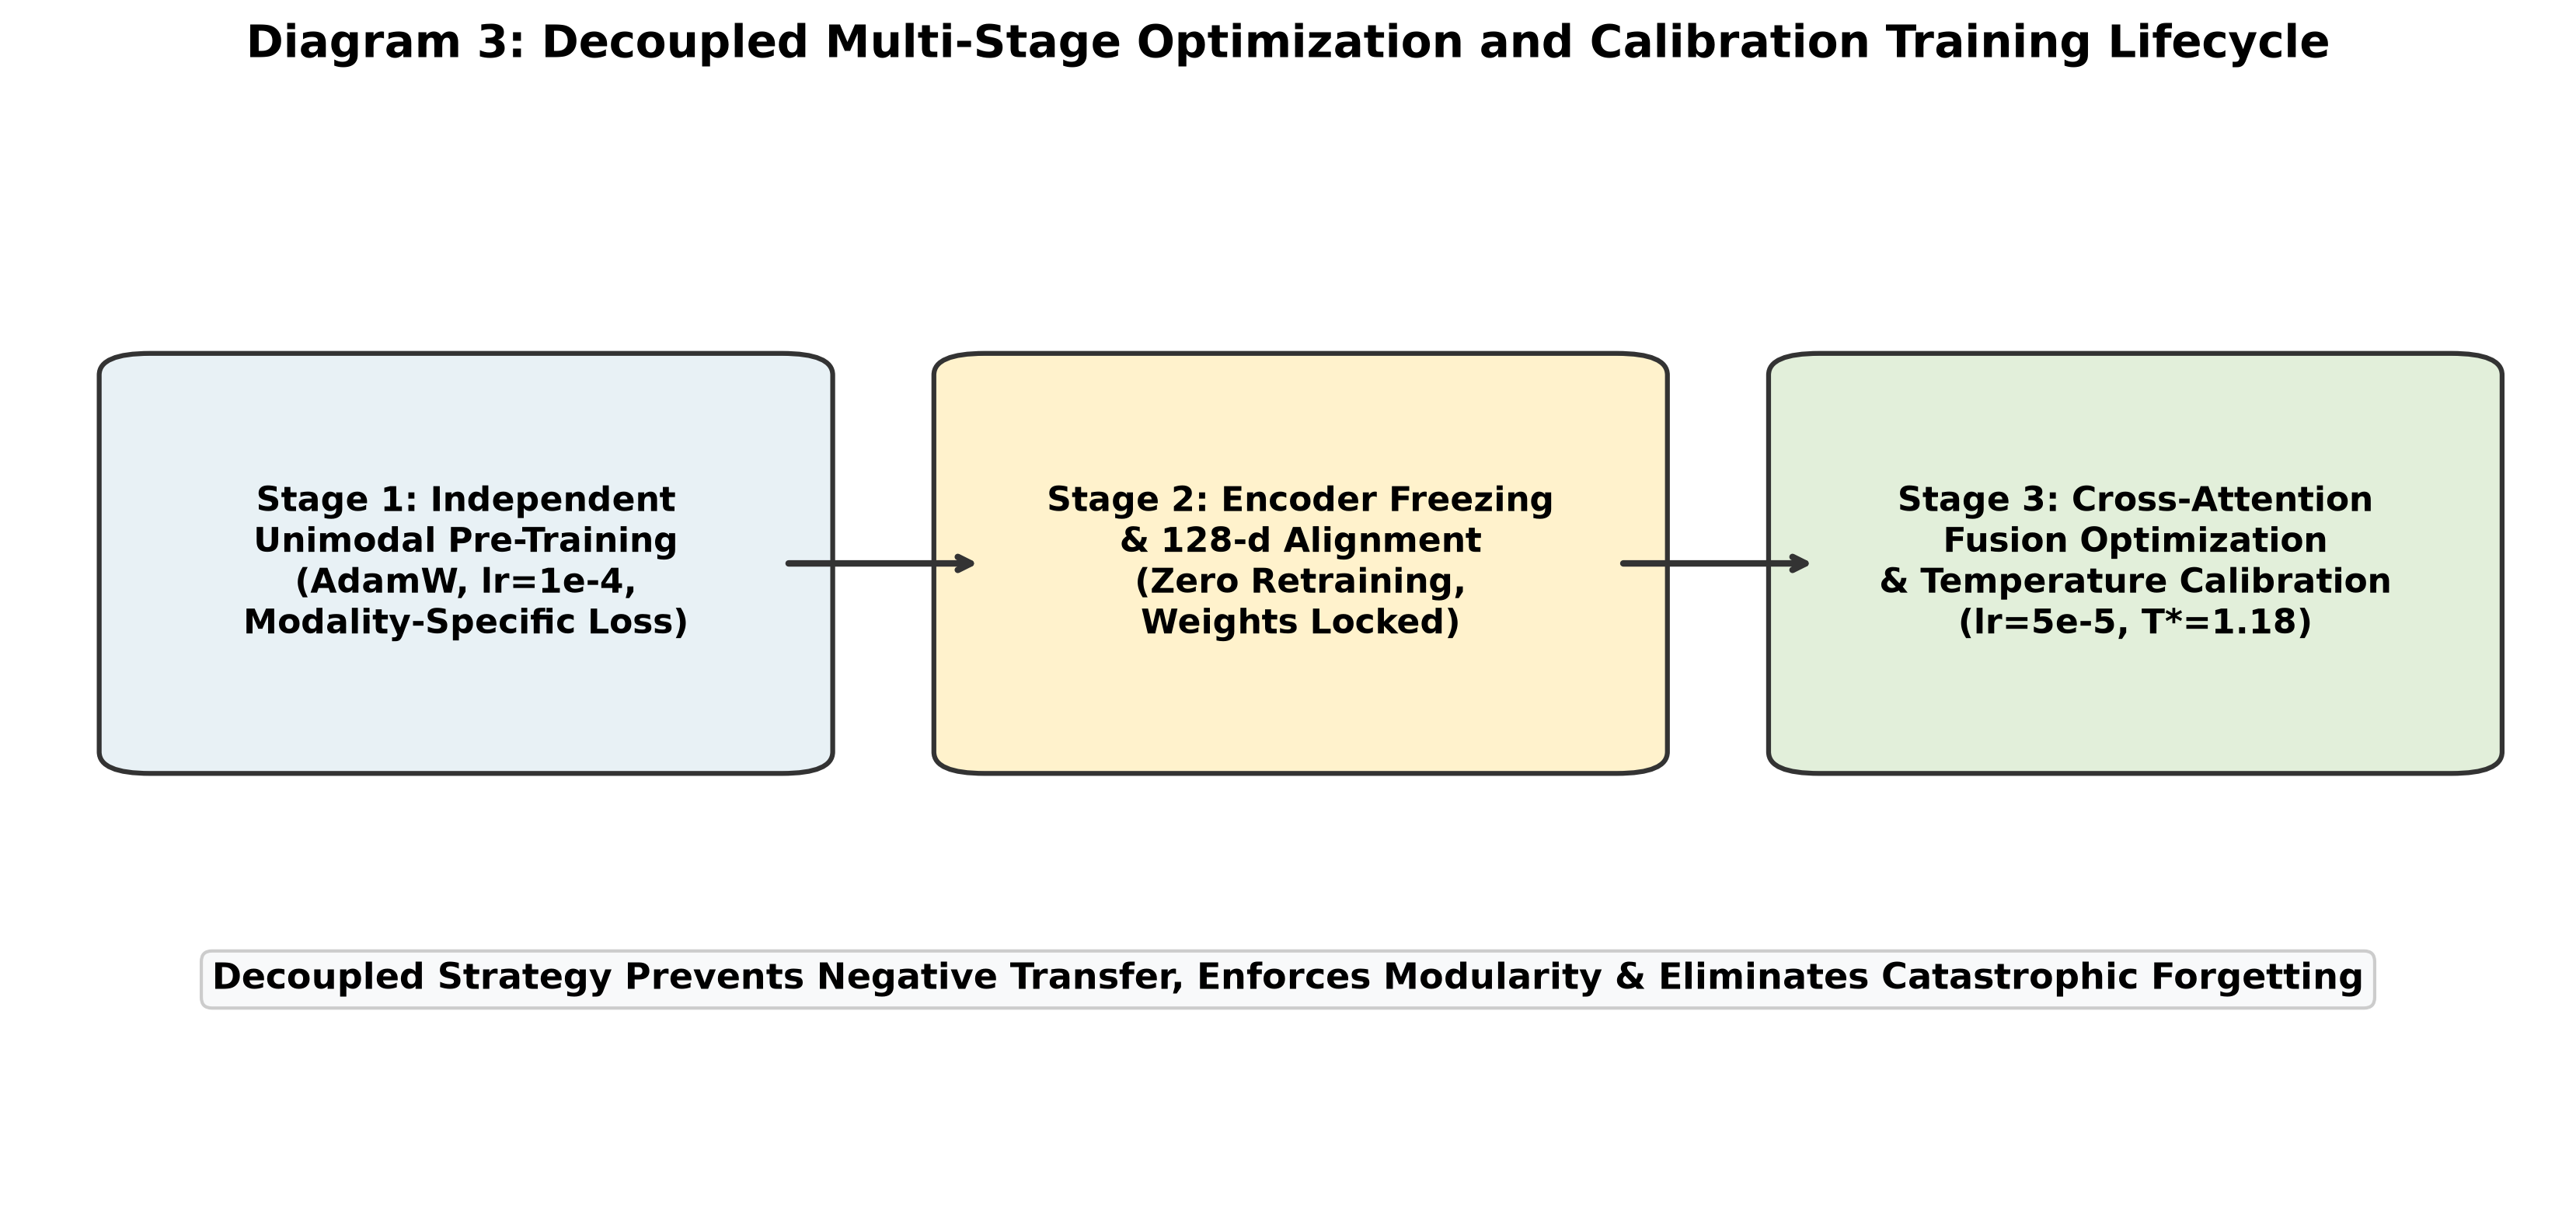 Diagram 3: Decoupled Multi-Stage Optimization and Calibration Training Lifecycle
Stage 1: Independent
Unimodal Pre-Training
(AdamW, lr=1e-4,
Modality-Specific Loss)
Stage 2: Encoder Freezing
& 128-d Alignment
(Zero Retraining,
Weights Locked)
Stage 3: Cross-Attention
Fusion Optimization
& Temperature Calibration
(lr=5e-5, T*=1.18)
Decoupled Strategy Prevents Negative Transfer, Enforces Modularity & Eliminates Catastrophic Forgetting